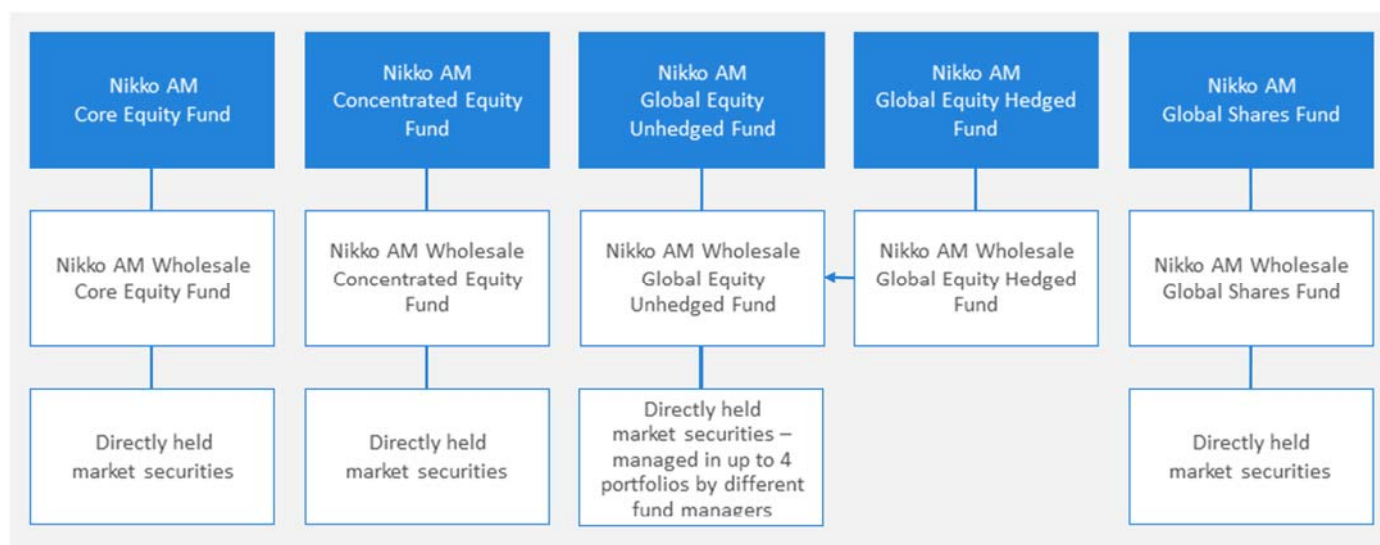 Nikko AM
Core Equity Fund
Nikko AM
Concentrated Equity
Fund
Nikko AM
Global Equity
Unhedged Fund
Nikko AM
Global Equity Hedged
Fund
Nikko AM
Global Shares Fund
Nikko AM Wholesale
Core Equity Fund
Nikko AM Wholesale
Concentrated Equity
Fund
Nikko AM Wholesale
Global Equity
Unhedged Fund
Nikko AM Wholesale
Global Equity Hedged
Fund
Nikko AM Wholesale
Global Shares Fund
Directly held
market securities
Directly held
market securities
Directly held
market securities –
managed in up to 4
portfolios by different
fund managers
Directly held
market securities